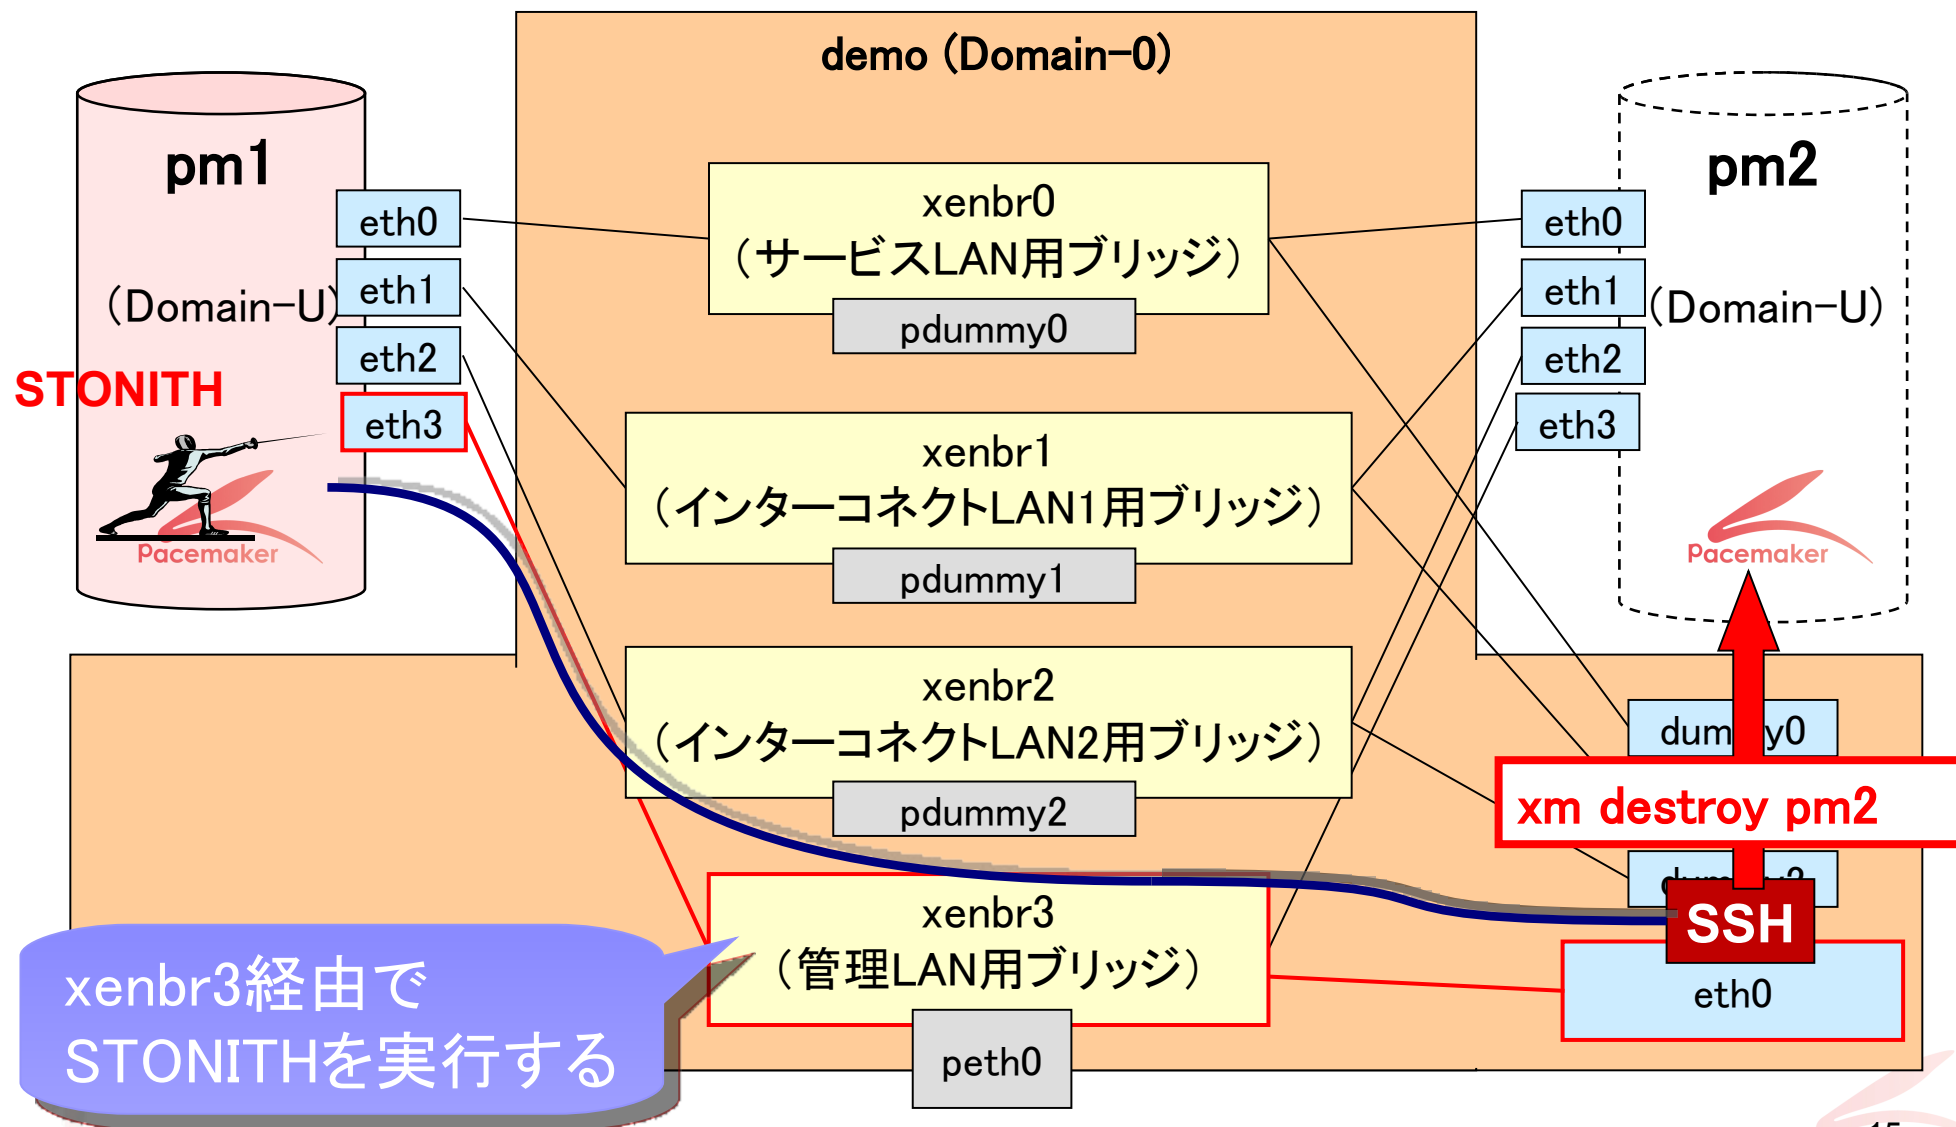 demo (Domain-0)
pm1
(Domain-U)
eth0
eth1
eth2
eth3
STONITH
Pacemaker
xenbr0
(サービスLAN用ブリッジ)
pdummy0
xenbr1
(インターコネクトLAN1用ブリッジ)
pdummy1
xenbr2
(インターコネクトLAN2用ブリッジ)
pdummy2
xenbr3
(管理LAN用ブリッジ)
peth0
pm2
(Domain-U)
eth0
eth1
eth2
eth3
Pacemaker
xm destroy pm2
SSH
eth0
xenbr3経由で
STONITHを実行する